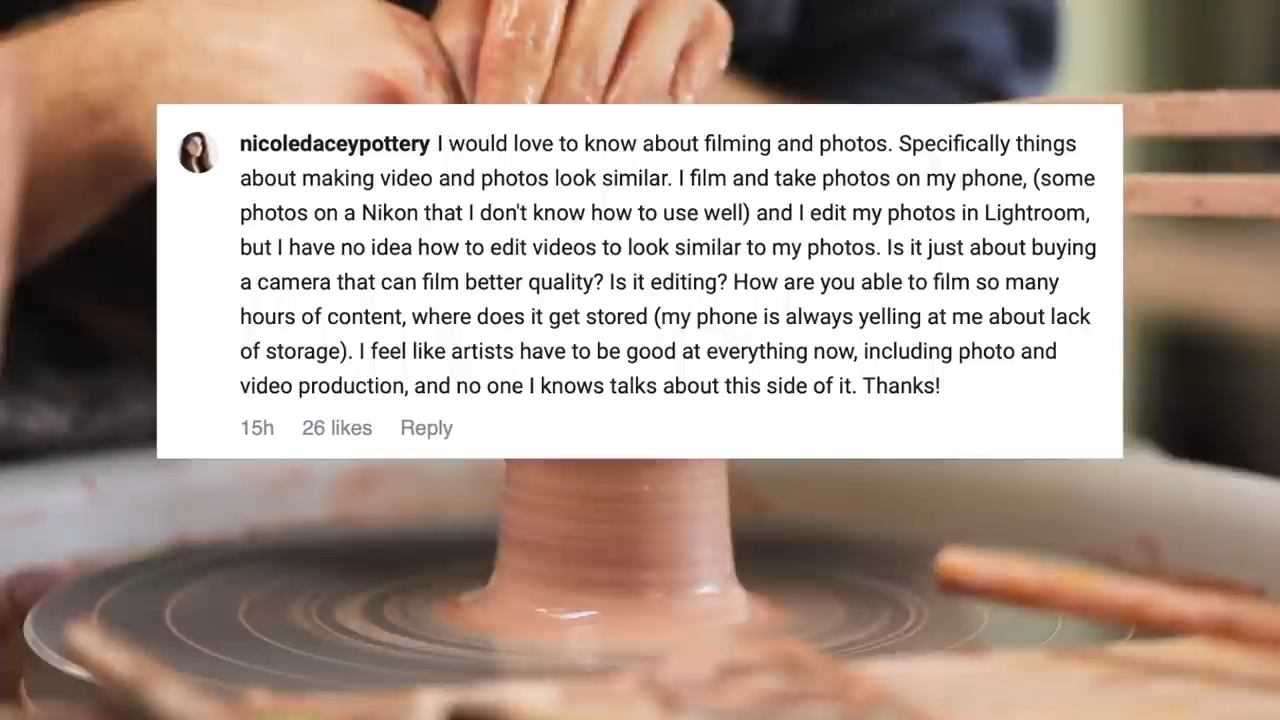 nicoledaceypottery I would love to know about filming and photos. Specifically things
about making video and photos look similar. I film and take photos on my phone, (some
photos on a Nikon that I don't know how to use well) and I edit my photos in Lightroom,
but I have no idea how to edit videos to look similar to my photos. Is it just about buying
a camera that can film better quality? Is it editing? How are you able to film so many
hours of content, where does it get stored (my phone is always yelling at me about lack
of storage). I feel like artists have to be good at everything now, including photo and
video production, and no one I knows talks about this side of it. Thanks!
15h 26 likes Reply